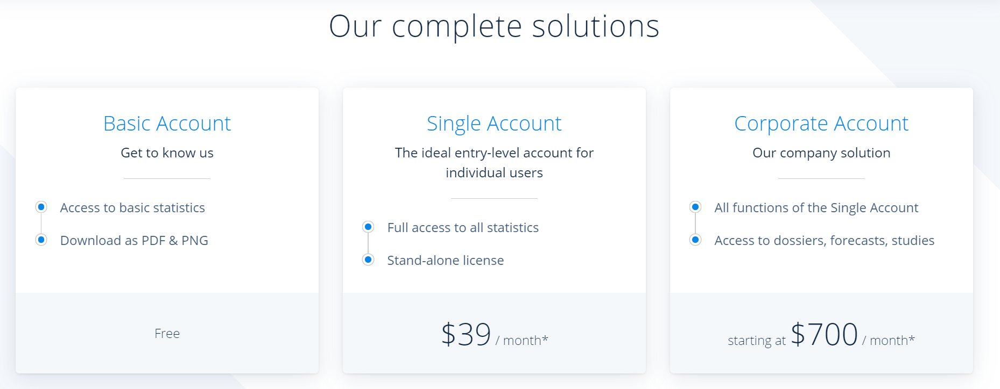 Our complete solutions
Basic Account
Get to know us
Access to basic statistics
Download as PDF & PNG
Free
Single Account
The ideal entry-level account for
individual users
Full access to all statistics
Stand-alone license
$39 / month*
Corporate Account
Our company solution
All functions of the Single Account
Access to dossiers, forecasts, studies
starting at $700 / month*